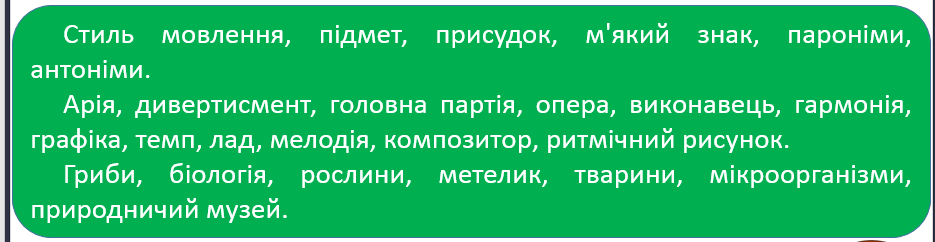 Стиль мовлення, підмет, присудок, м'який знак, пароніми,
антоніми.
Арія, дивертисмент, головна партія, опера, виконавець, гармонія,
графіка, темп, лад, мелодія, композитор, ритмічний рисунок.
Гриби, біологія, рослини, метелик, тварини, мікроорганізми,
природничий музей.